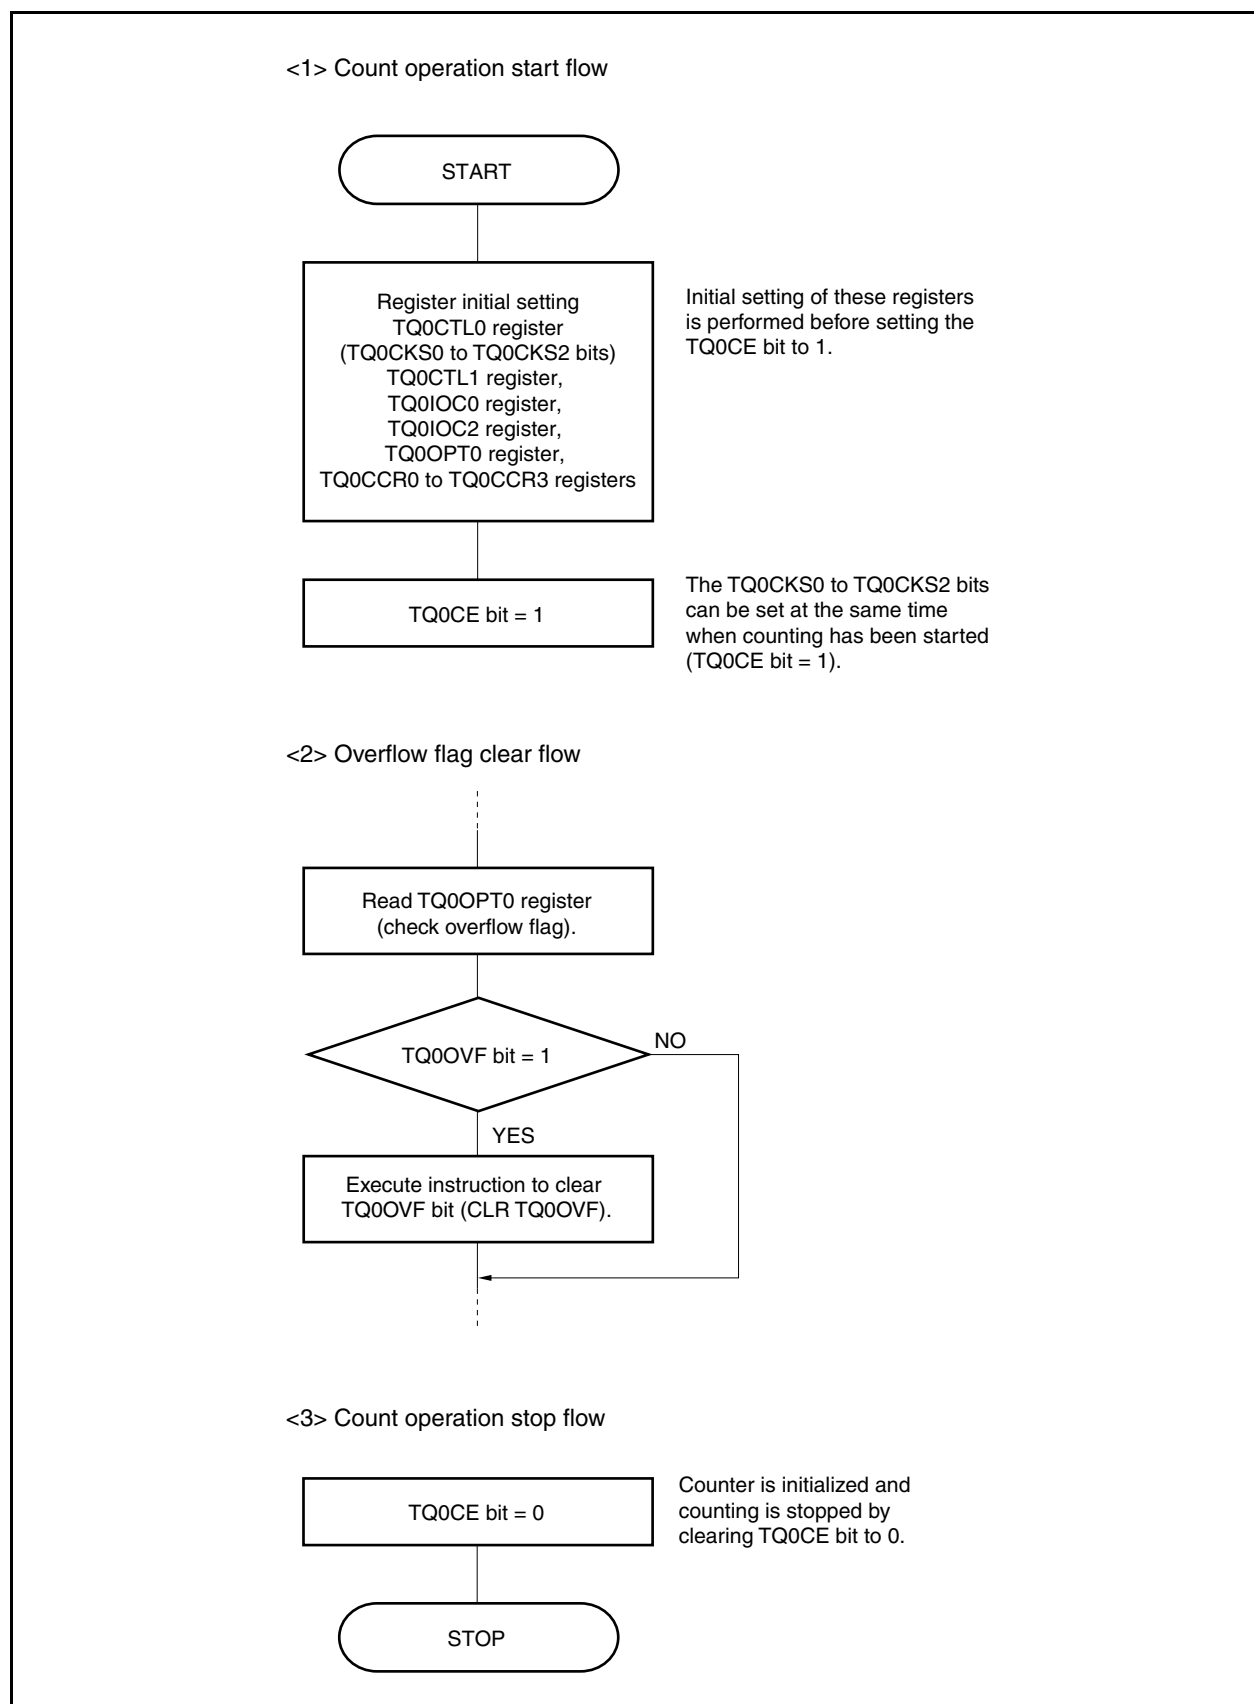 <1> Count operation start flow
START
Register initial setting
TQ0CTL0 register
(TQ0CKS0 to TQ0CKS2 bits)
TQ0CTL1 register,
TQ0IOC0 register,
TQ0IOC2 register,
TQ0OPT0 register,
TQ0CCR0 to TQ0CCR3 registers
Initial setting of these registers
is performed before setting the
TQ0CE bit to 1.
TQ0CE bit = 1
The TQ0CKS0 to TQ0CKS2 bits
can be set at the same time
when counting has been started
(TQ0CE bit = 1).
<2> Overflow flag clear flow
Read TQ0OPT0 register
(check overflow flag).
TQ0OVF bit = 1
NO
YES
Execute instruction to clear
TQ0OVF bit (CLR TQ0OVF).
<3> Count operation stop flow
TQ0CE bit = 0
Counter is initialized and
counting is stopped by
clearing TQ0CE bit to 0.
STOP